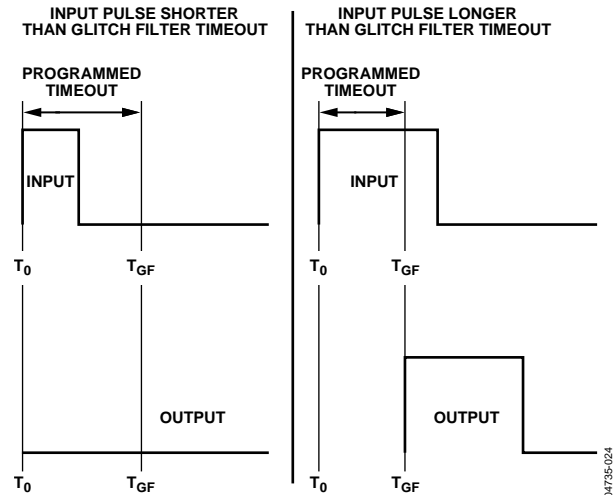 INPUT PULSE SHORTER
THAN GLITCH FILTER TIMEOUT
PROGRAMMED
TIMEOUT
INPUT
T0
TGF
OUTPUT
T0
TGF
INPUT PULSE LONGER
THAN GLITCH FILTER TIMEOUT
PROGRAMMED
TIMEOUT
INPUT
T0
TGF
OUTPUT
T0
TGF
04735-024